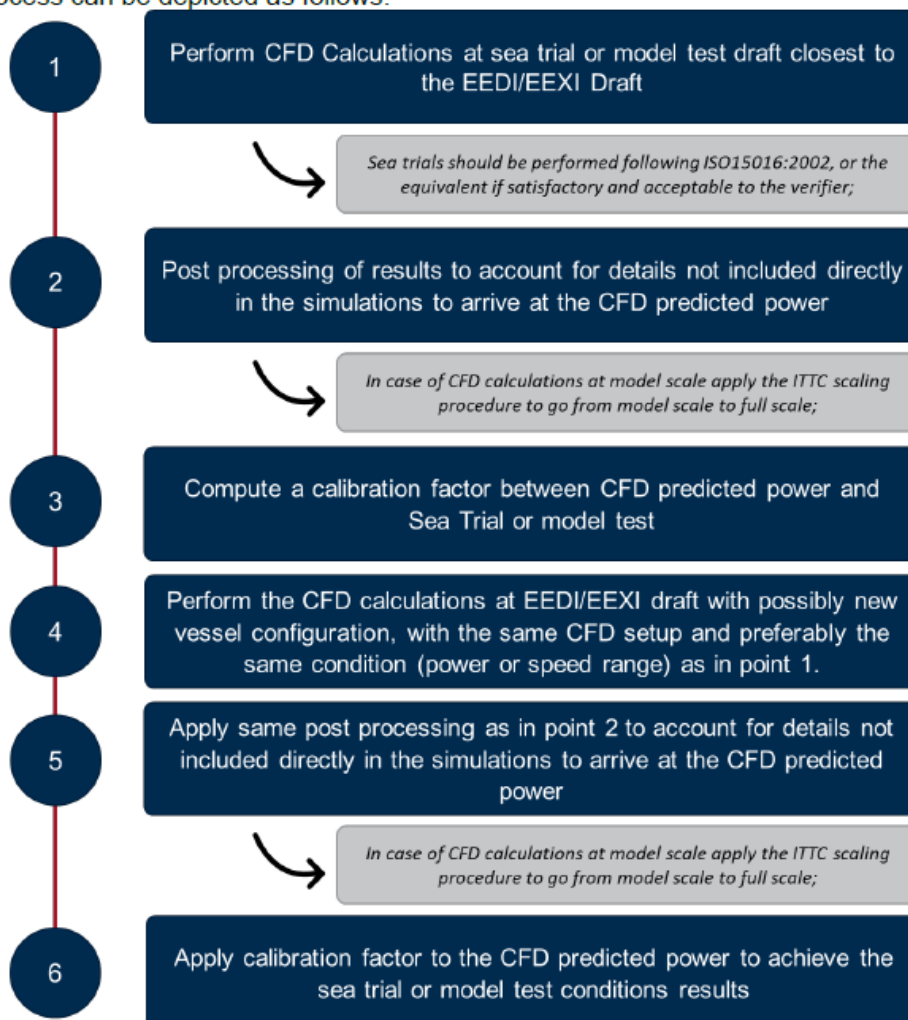 ocess can be depicted as follows:
1
Perform CFD Calculations at sea trial or model test draft closest to
the EEDI/EEXI Draft
Sea trials should be performed following ISO15016:2002, or the
equivalent if satisfactory and acceptable to the verifier;
2
Post processing of results to account for details not included directly
in the simulations to arrive at the CFD predicted power
In case of CFD calculations at model scale apply the ITTC scaling
procedure to go from model scale to full scale;
3
Compute a calibration factor between CFD predicted power and
Sea Trial or model test
4
Perform the CFD calculations at EEDI/EEXI draft with possibly new
vessel configuration, with the same CFD setup and preferably the
same condition (power or speed range) as in point 1.
5
Apply same post processing as in point 2 to account for details not
included directly in the simulations to arrive at the CFD predicted
power
In case of CFD calculations at model scale apply the ITTC scaling
procedure to go from model scale to full scale;
6
Apply calibration factor to the CFD predicted power to achieve the
sea trial or model test conditions results